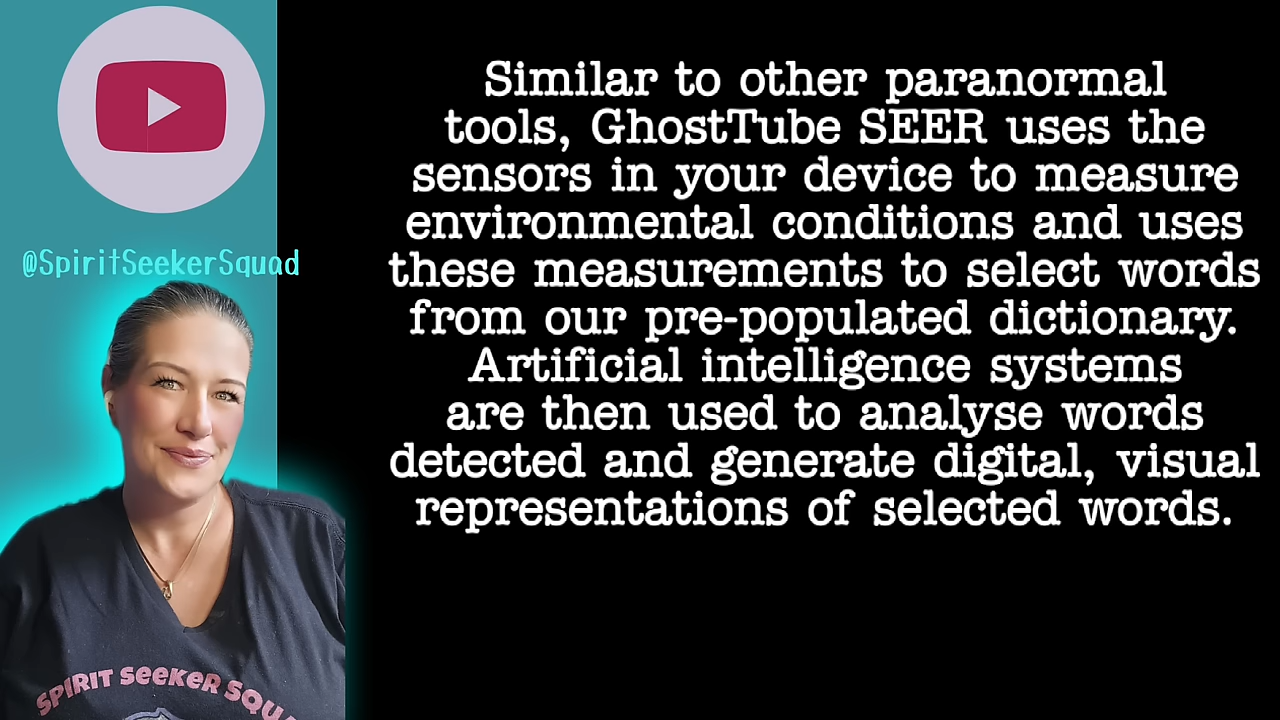 @SpiritSeekerSquad
SPIRIT SEEKER SQU
Similar to other paranormal
tools, GhostTube SEER uses the
sensors in your device to measure
environmental conditions and uses
these measurements to select words
from our pre-populated dictionary.
Artificial intelligence systems
are then used to analyse words
detected and generate digital, visual
representations of selected words.